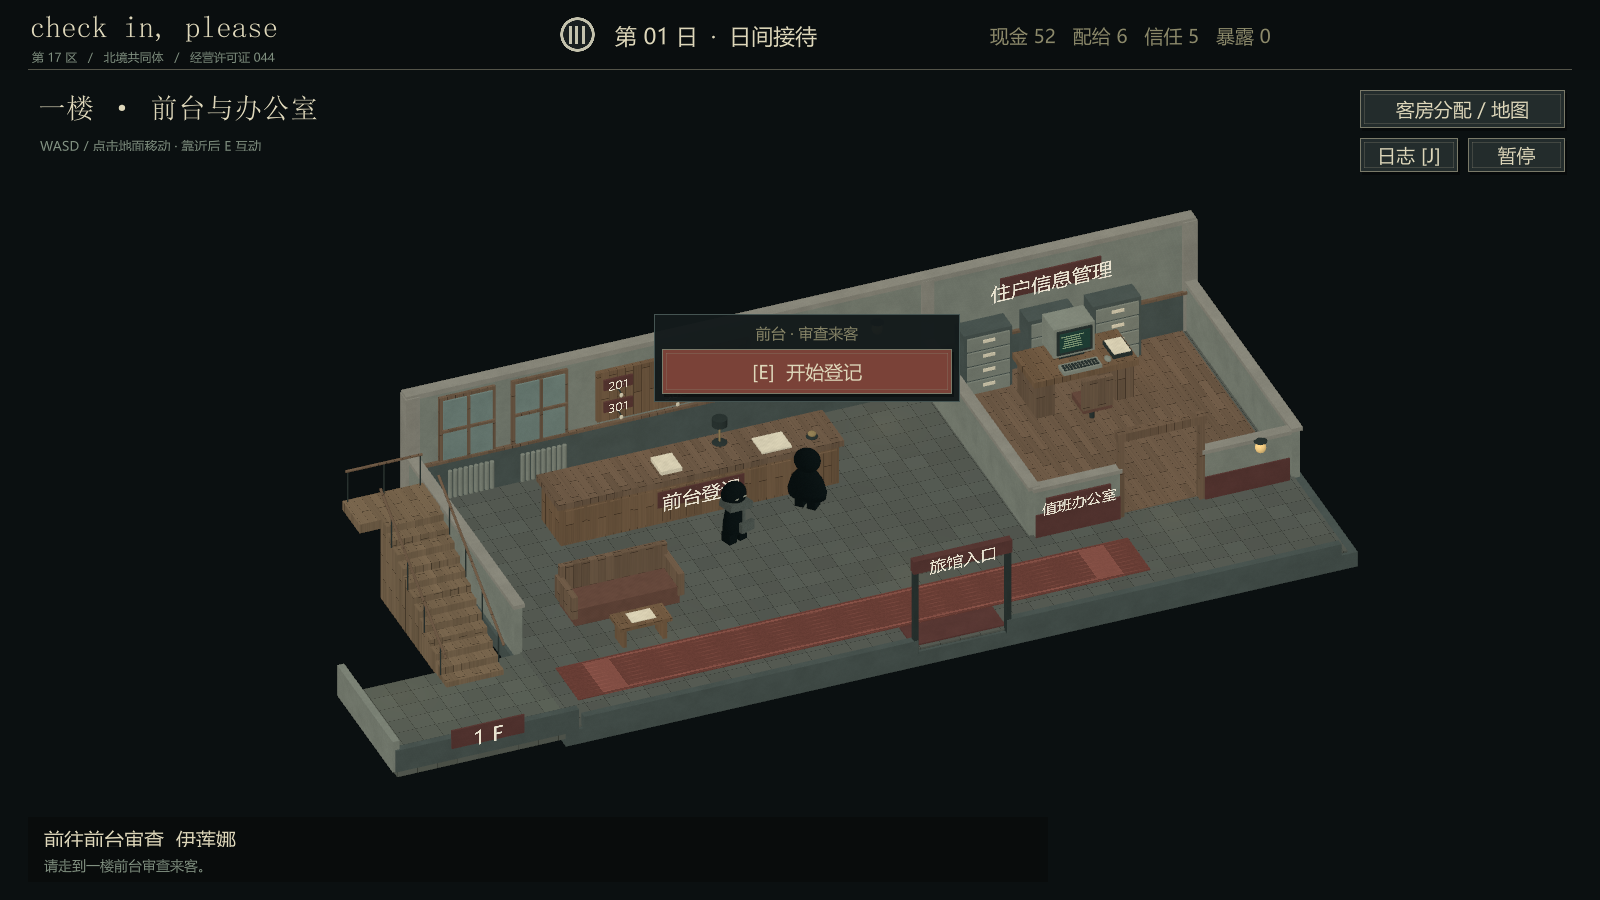 check in, please
第 17 区 / 北境共同体 / 经营许可证 044
第 01 日 · 日间接待
现金 52 配给 6 信任 5 暴露 0
一楼 · 前台与办公室
WASD / 点击地面移动 · 靠近后 E 互动
客房分配 / 地图
日志 [J]
暂停
住户信息管理
前台 · 审查来客
[E] 开始登记
201
301
前台登
值班办公室
旅馆入口
1 F
前往前台审查 伊莲娜
请走到一楼前台审查来客。